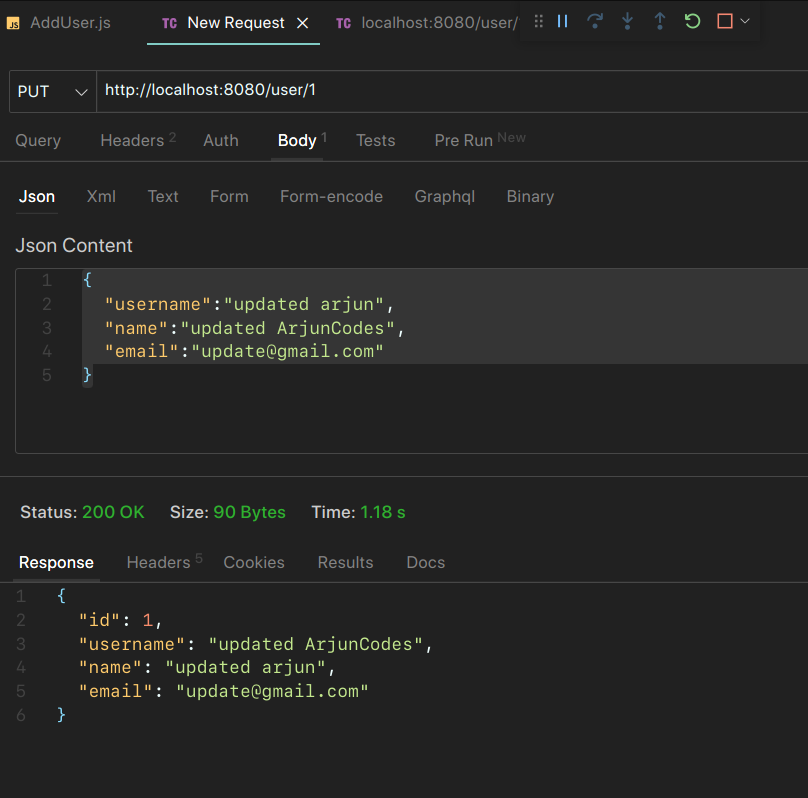 JS AddUser.js TC New Request TC localhost:8080/user/
PUT http://localhost:8080/user/1
Query Headers 2 Auth Body 1 Tests Pre Run New
Json Xml Text Form Form-encode Graphql Binary
Json Content
1 {
2 "username":"updated arjun",
3 "name":"updated ArjunCodes",
4 "email":"update@gmail.com"
5 }
Status: 200 OK Size: 90 Bytes Time: 1.18 s
Response Headers 5 Cookies Results Docs
1 {
2 "id": 1,
3 "username": "updated ArjunCodes",
4 "name": "updated arjun",
5 "email": "update@gmail.com"
6 }